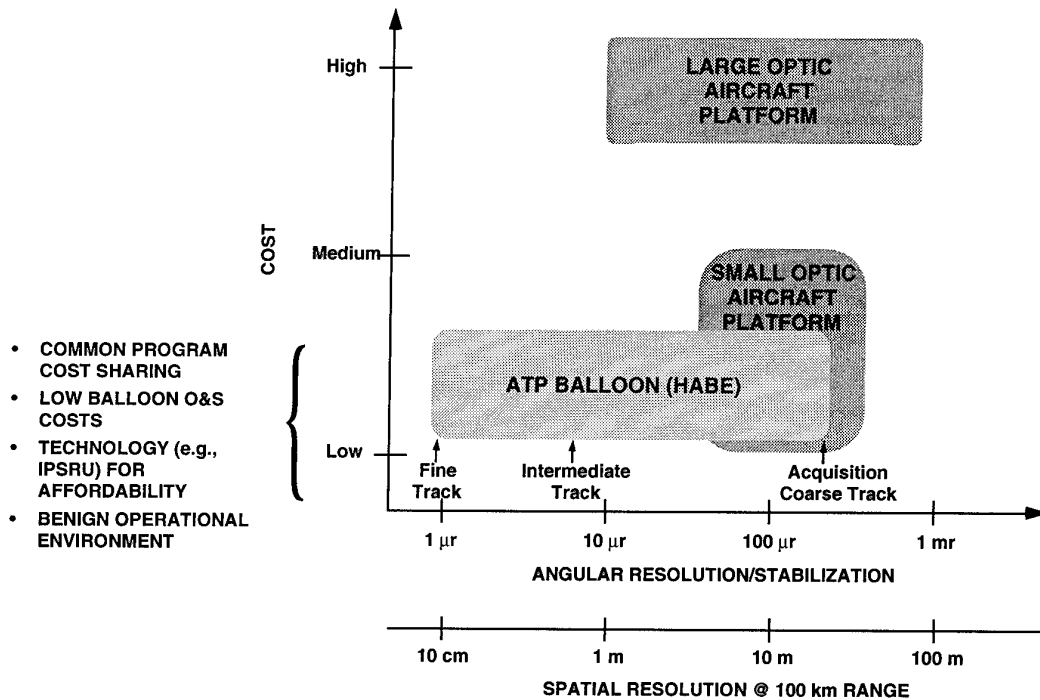 High
LARGE OPTIC
AIRCRAFT
PLATFORM
COST
Medium
SMALL OPTIC
AIRCRAFT
PLATFORM
• COMMON PROGRAM
COST SHARING
• LOW BALLOON O&S
COSTS
• TECHNOLOGY (e.g.,
IPSRU) FOR
AFFORDABILITY
• BENIGN OPERATIONAL
ENVIRONMENT
ATP BALLOON (HABE)
Low
Fine
Track
Intermediate
Track
Acquisition
Coarse Track
1 μr 10 μr 100 μr 1 mr
ANGULAR RESOLUTION/STABILIZATION
10 cm 1 m 10 m 100 m
SPATIAL RESOLUTION @ 100 km RANGE